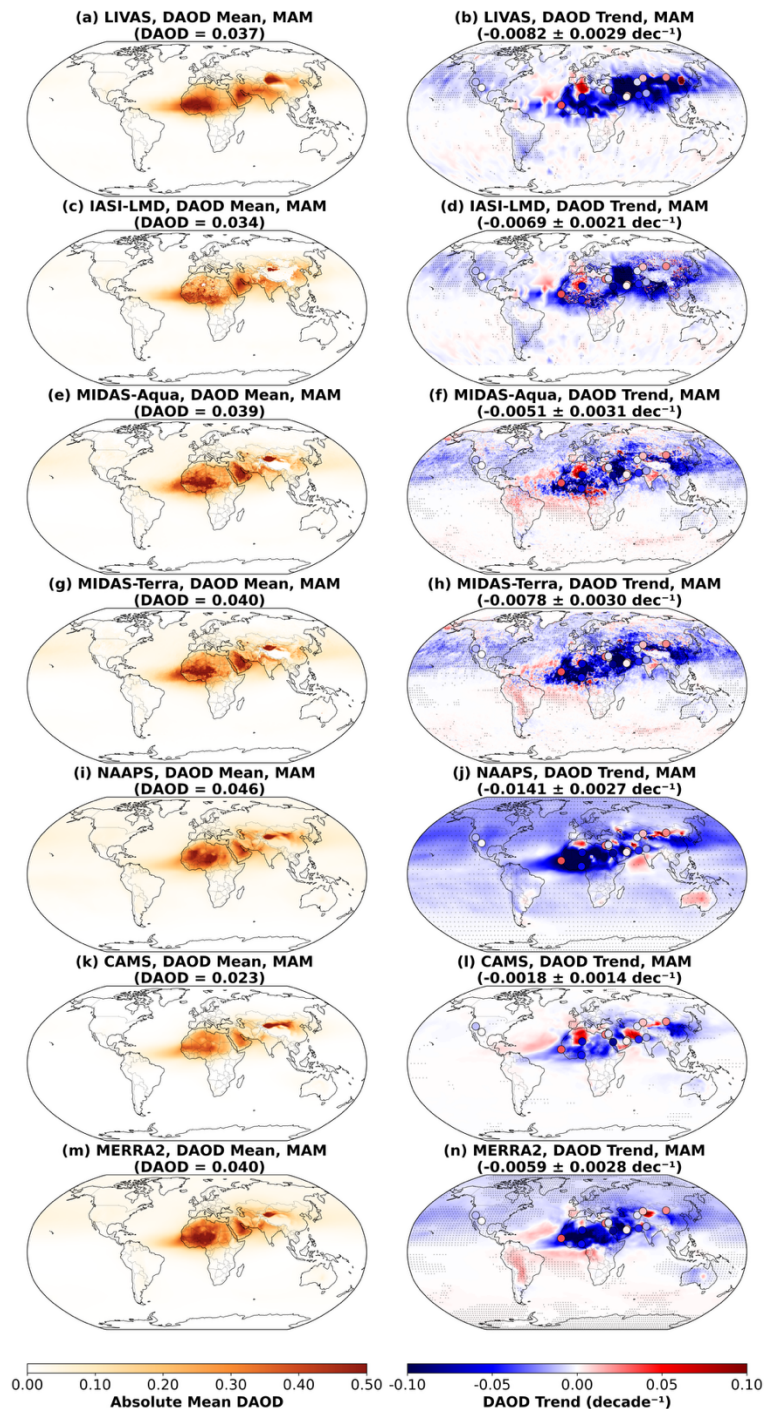 (a) LIVAS, DAOD Mean, MAM
(DAOD = 0.037)
(b) LIVAS, DAOD Trend, MAM
(-0.0082 ± 0.0029 dec⁻¹)
(c) IASI-LMD, DAOD Mean, MAM
(DAOD = 0.034)
(d) IASI-LMD, DAOD Trend, MAM
(-0.0069 ± 0.0021 dec⁻¹)
(e) MIDAS-Aqua, DAOD Mean, MAM
(DAOD = 0.039)
(f) MIDAS-Aqua, DAOD Trend, MAM
(-0.0051 ± 0.0031 dec⁻¹)
(g) MIDAS-Terra, DAOD Mean, MAM
(DAOD = 0.040)
(h) MIDAS-Terra, DAOD Trend, MAM
(-0.0078 ± 0.0030 dec⁻¹)
(i) NAAPS, DAOD Mean, MAM
(DAOD = 0.046)
(j) NAAPS, DAOD Trend, MAM
(-0.0141 ± 0.0027 dec⁻¹)
(k) CAMS, DAOD Mean, MAM
(DAOD = 0.023)
(l) CAMS, DAOD Trend, MAM
(-0.0018 ± 0.0014 dec⁻¹)
(m) MERRA2, DAOD Mean, MAM
(DAOD = 0.040)
(n) MERRA2, DAOD Trend, MAM
(-0.0059 ± 0.0028 dec⁻¹)
0.00 0.10 0.20 0.30 0.40 0.50
Absolute Mean DAOD
-0.10 -0.05 0.00 0.05 0.10
DAOD Trend (decade⁻¹)